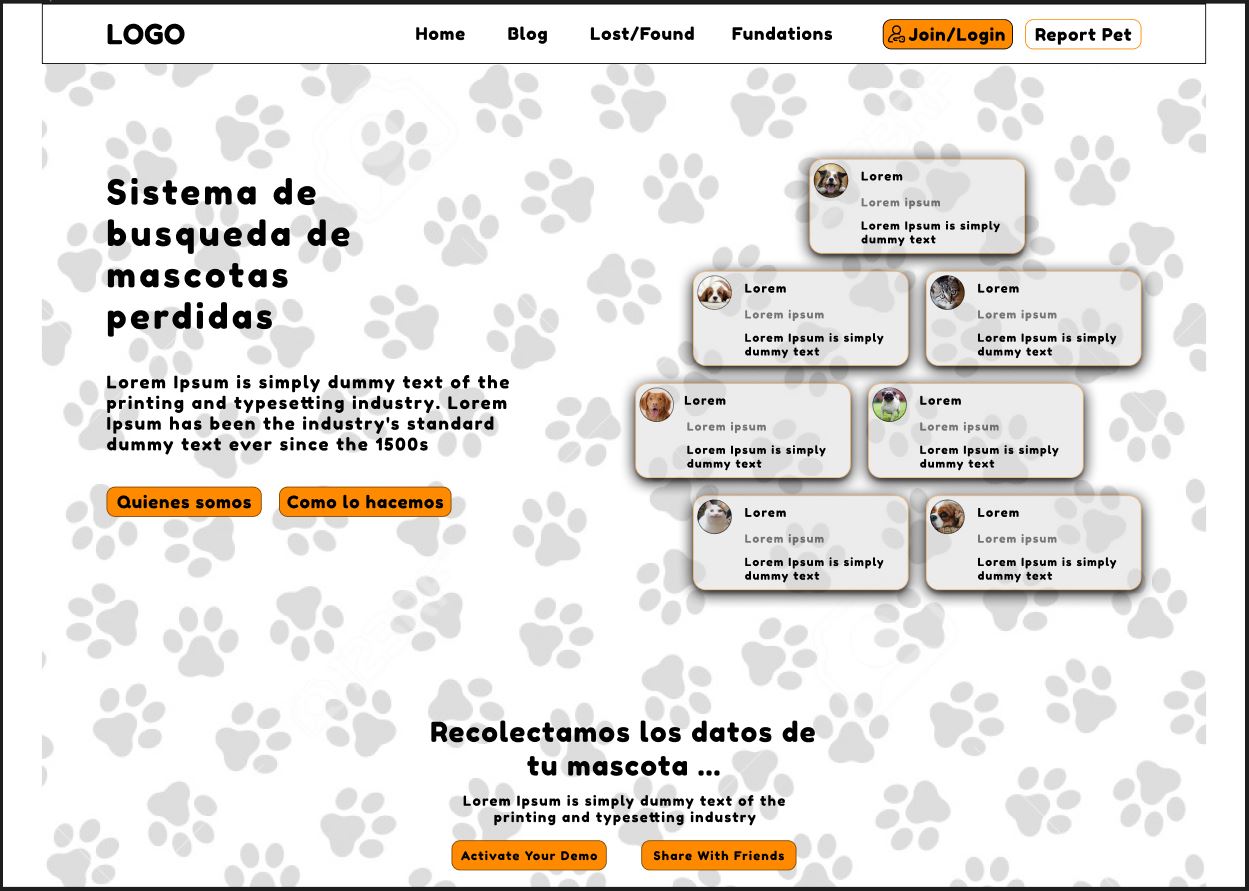 LOGO
Home
Blog
Lost/Found
Fundations
Join/Login
Report Pet
Sistema de
busqueda de
mascotas
perdidas
Lorem Ipsum is simply dummy text of the
printing and typesetting industry. Lorem
Ipsum has been the industry's standard
dummy text ever since the 1500s
Quienes somos
Como lo hacemos
Lorem
Lorem ipsum
Lorem Ipsum is simply
dummy text
Lorem
Lorem ipsum
Lorem Ipsum is simply
dummy text
Lorem
Lorem ipsum
Lorem Ipsum is simply
dummy text
Lorem
Lorem ipsum
Lorem Ipsum is simply
dummy text
Lorem
Lorem ipsum
Lorem Ipsum is simply
dummy text
Lorem
Lorem ipsum
Lorem Ipsum is simply
dummy text
Lorem
Lorem ipsum
Lorem Ipsum is simply
dummy text
Recolectamos los datos de
tu mascota ...
Lorem Ipsum is simply dummy text of the
printing and typesetting industry
Activate Your Demo
Share With Friends